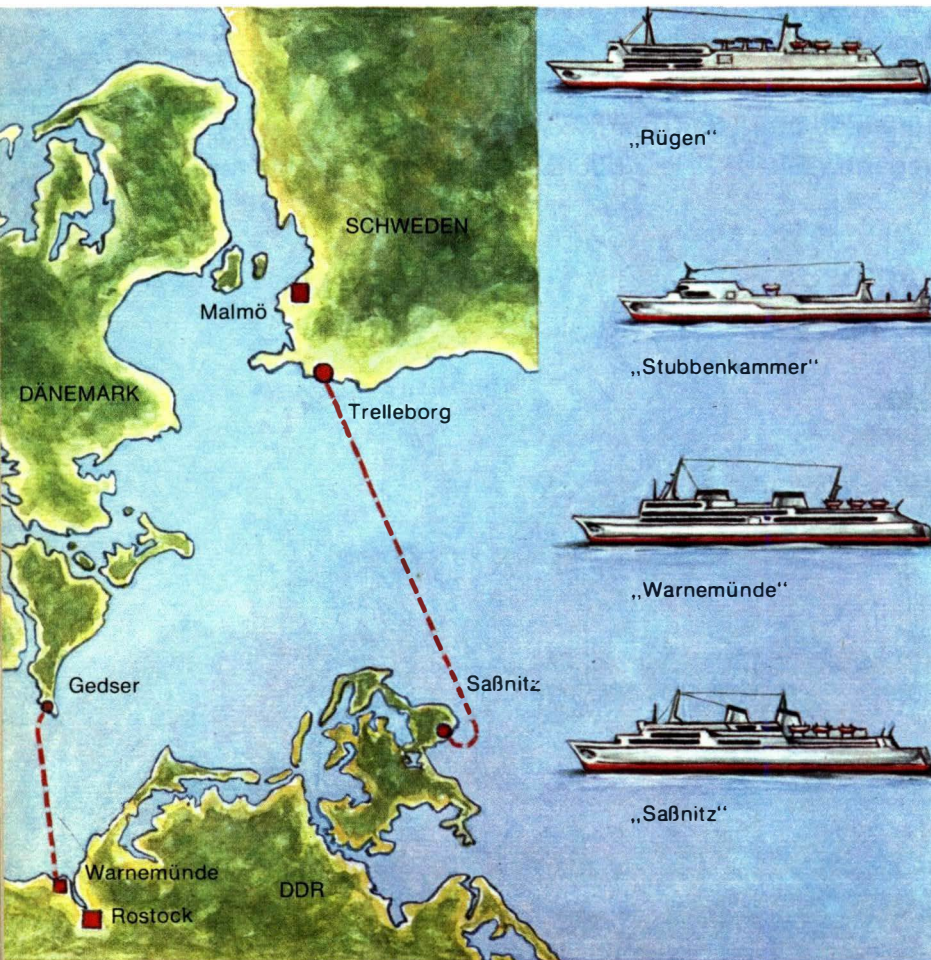 „Rügen“
SCHWEDEN
Malmö
„Stubbenkammer“
DÄNEMARK
Trelleborg
„Warnemünde“
Gedser
Saßnitz
„Saßnitz“
Warnemünde
DDR
Rostock